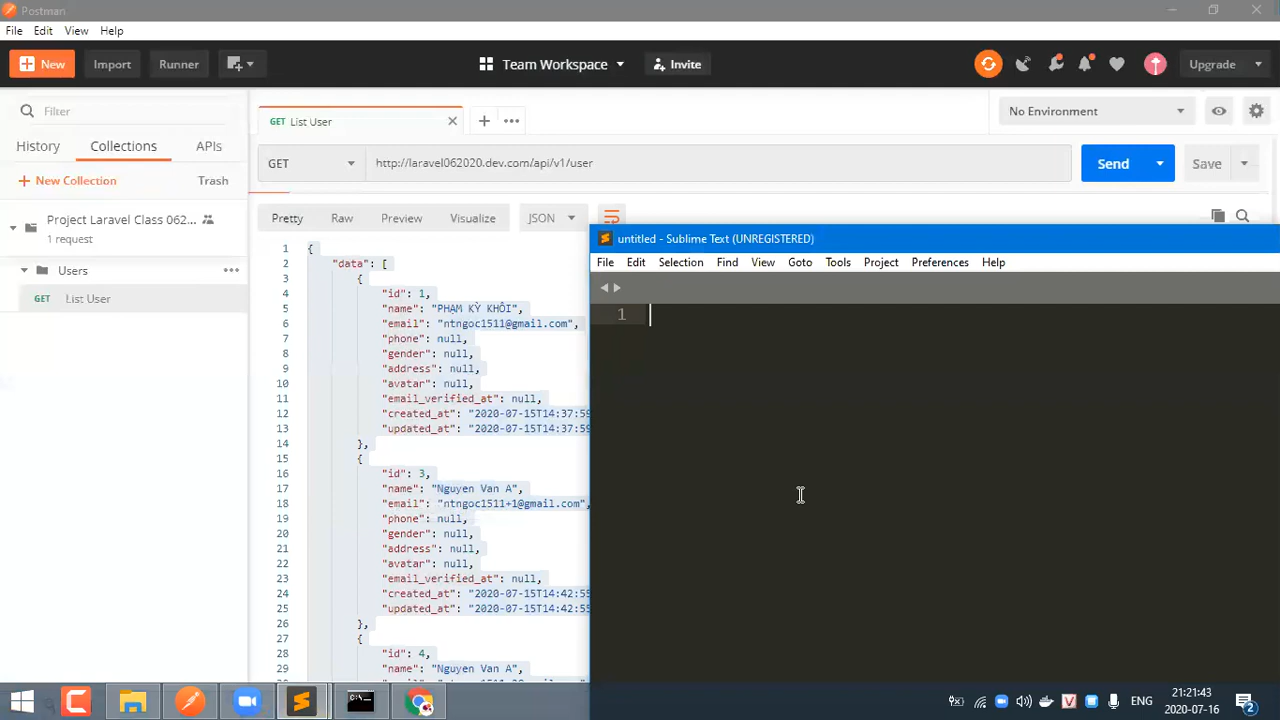 Postman
File Edit View Help
New Import Runner Team Workspace Invite Upgrade
Filter
History Collections APIs
New Collection Trash
Project Laravel Class 062...
1 request
Users
GET List User
GET List User
No Environment
GET http://laravel062020.dev.com/api/v1/user Send Save
Pretty Raw Preview Visualize JSON
1 {
2 "data": [
3 {
4 "id": 1,
5 "name": "PHẠM KỲ KHÔI",
6 "email": "ntngoc1511@gmail.com",
7 "phone": null,
8 "gender": null,
9 "address": null,
10 "avatar": null,
11 "email_verified_at": null,
12 "created_at": "2020-07-15T14:37:59
13 "updated_at": "2020-07-15T14:37:59
14 },
15 {
16 "id": 3,
17 "name": "Nguyen Van A",
18 "email": "ntngoc1511+1@gmail.com",
19 "phone": null,
20 "gender": null,
21 "address": null,
22 "avatar": null,
23 "email_verified_at": null,
24 "created_at": "2020-07-15T14:42:55
25 "updated_at": "2020-07-15T14:42:55
26 },
27 {
28 "id": 4,
29 "name": "Nguyen Van A",
untitled - Sublime Text (UNREGISTERED)
File Edit Selection Find View Goto Tools Project Preferences Help
1
ENG
21:21:43
2020-07-16
2